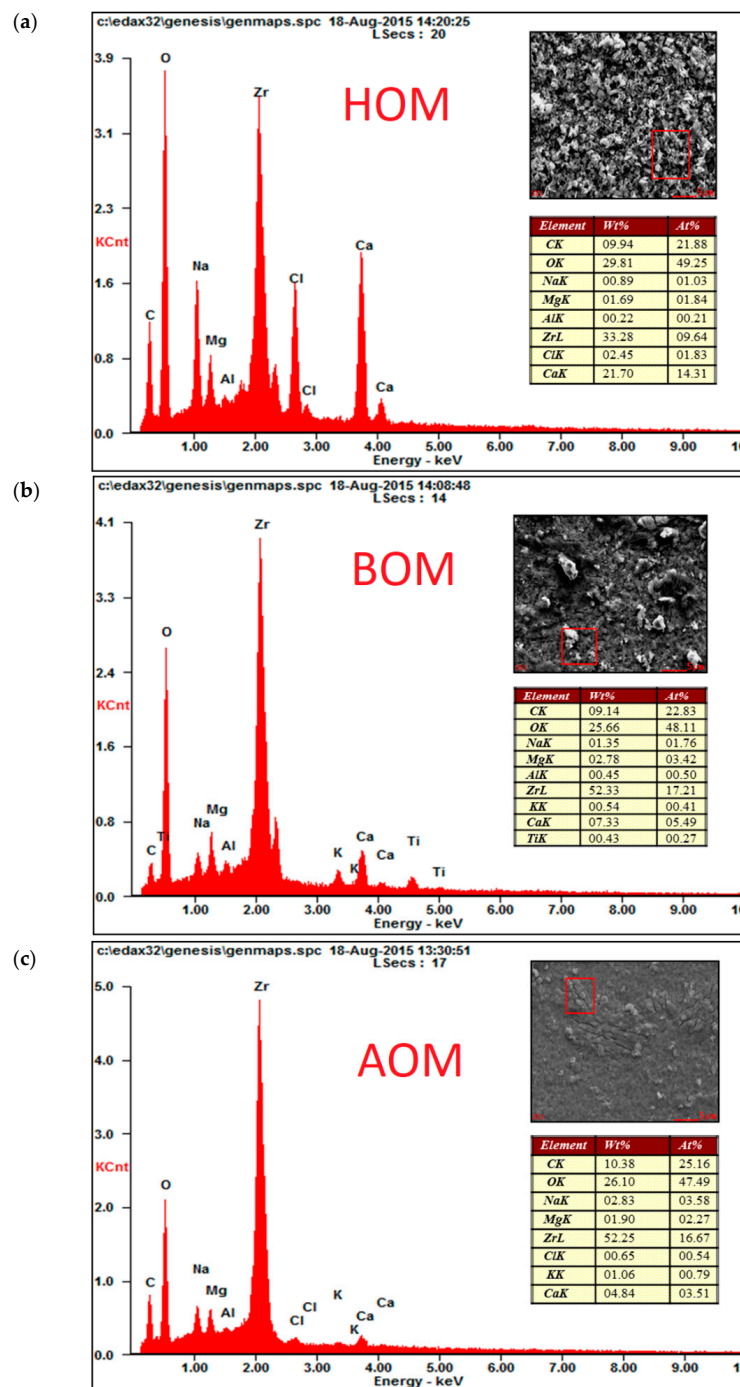 (a)
c:\edax32\genesis\genmaps.spc 18-Aug-2015 14:20:25
LSecs : 20
3.9
3.1
2.3
KCnt
1.6
0.8
0.0
O
Zr
HOM
Ca
Na
Cl
C
Mg
Al
Cl
Ca
1.00 2.00 3.00 4.00 5.00 6.00 7.00 8.00 9.00 10
Energy - keV
Element Wt% At%
CK 09.94 21.88
OK 29.81 49.25
NaK 00.89 01.03
MgK 01.69 01.84
AlK 00.22 00.21
ZrL 33.28 09.64
ClK 02.45 01.83
CaK 21.70 14.31
(b)
c:\edax32\genesis\genmaps.spc 18-Aug-2015 14:08:48
LSecs : 14
4.1
3.3
2.4
KCnt
1.6
0.8
0.0
Zr
BOM
O
Mg
Ti
Na
C
Al
Ca
K
K
Ca
Ti
Ti
1.00 2.00 3.00 4.00 5.00 6.00 7.00 8.00 9.00 10
Energy - keV
Element Wt% At%
CK 09.14 22.83
OK 25.66 48.11
NaK 01.35 01.76
MgK 02.78 03.42
AlK 00.45 00.50
ZrL 52.33 17.21
KK 00.54 00.41
CaK 07.33 05.49
TiK 00.43 00.27
(c)
c:\edax32\genesis\genmaps.spc 18-Aug-2015 13:30:51
LSecs : 17
5.0
4.0
3.0
KCnt
2.0
1.0
0.0
Zr
AOM
O
Na
C
Mg
Al
Cl
Cl
K
K
Ca
Ca
1.00 2.00 3.00 4.00 5.00 6.00 7.00 8.00 9.00 10
Energy - keV
Element Wt% At%
CK 10.38 25.16
OK 26.10 47.49
NaK 02.83 03.58
MgK 01.90 02.27
ZrL 52.25 16.67
ClK 00.65 00.54
KK 01.06 00.79
CaK 04.84 03.51